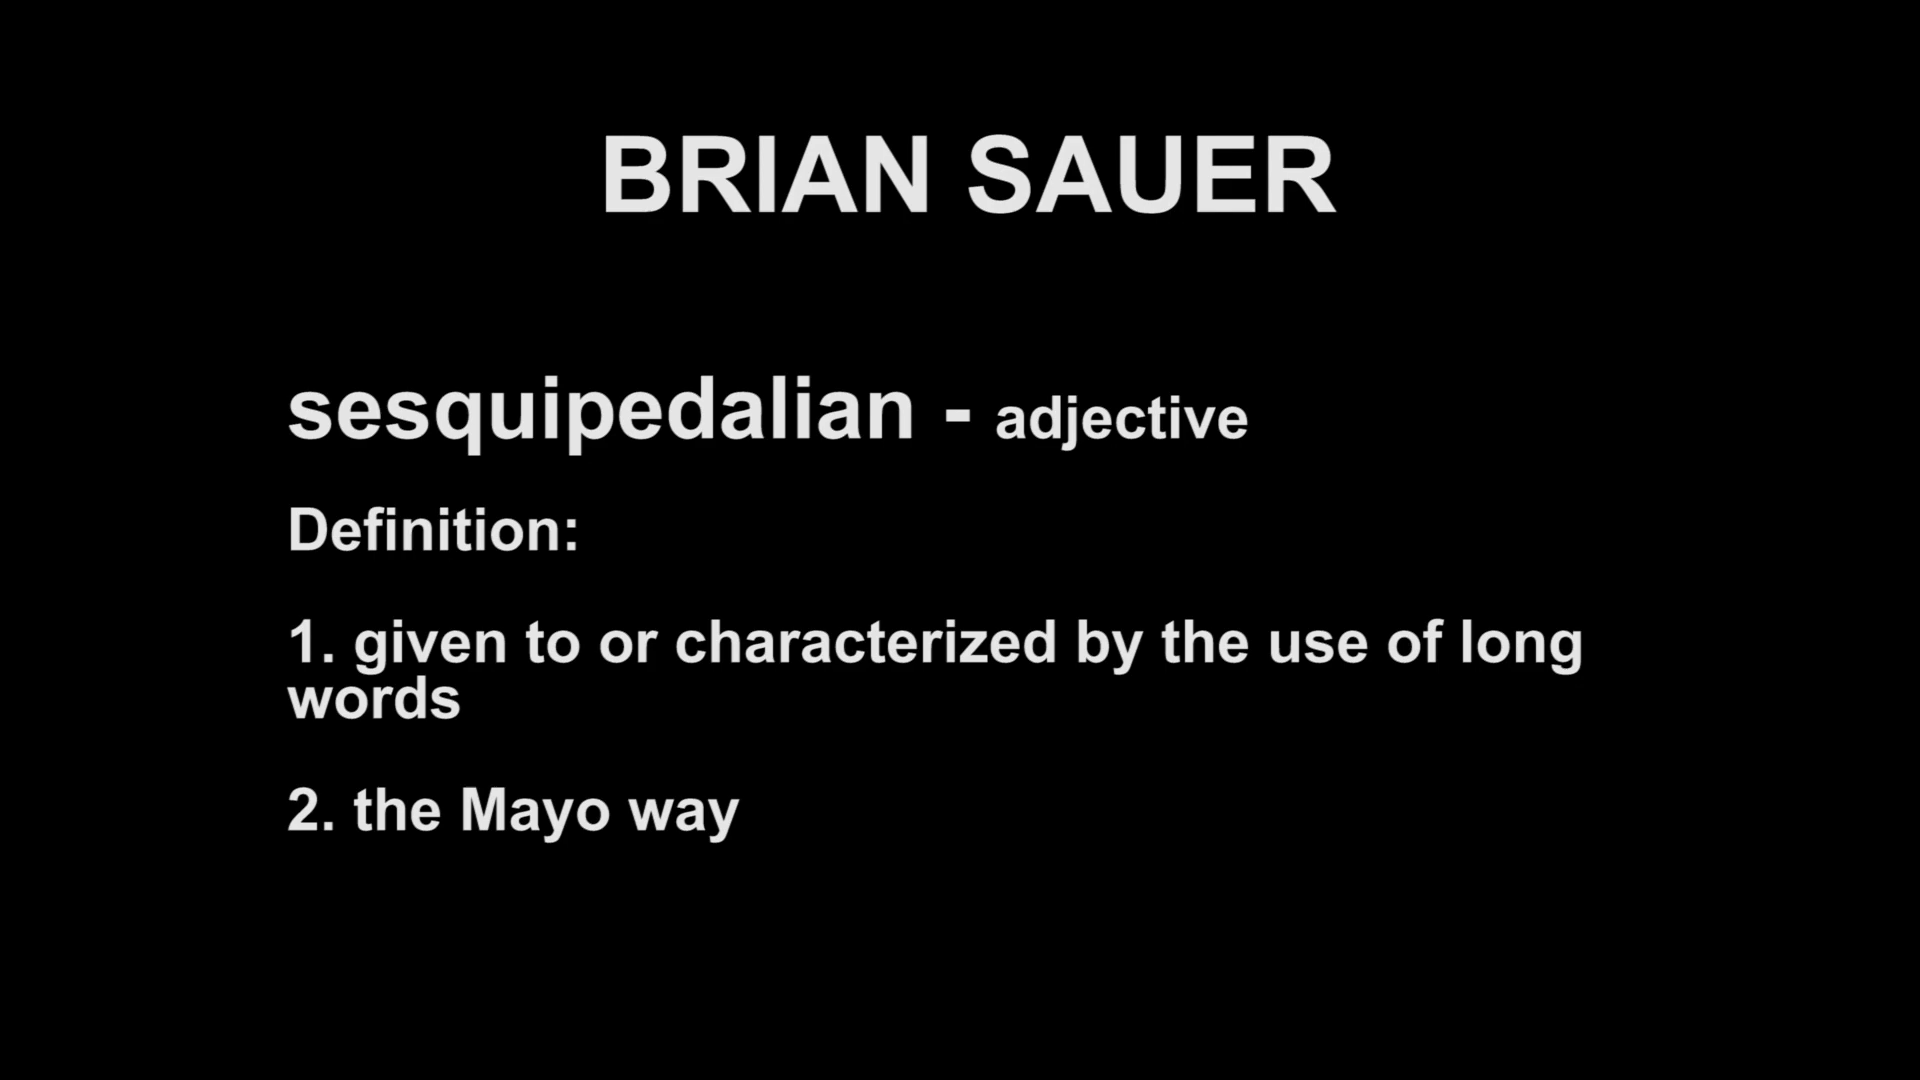 BRIAN SAUER
sesquipedalian - adjective
Definition:
1. given to or characterized by the use of long
words
2. the Mayo way